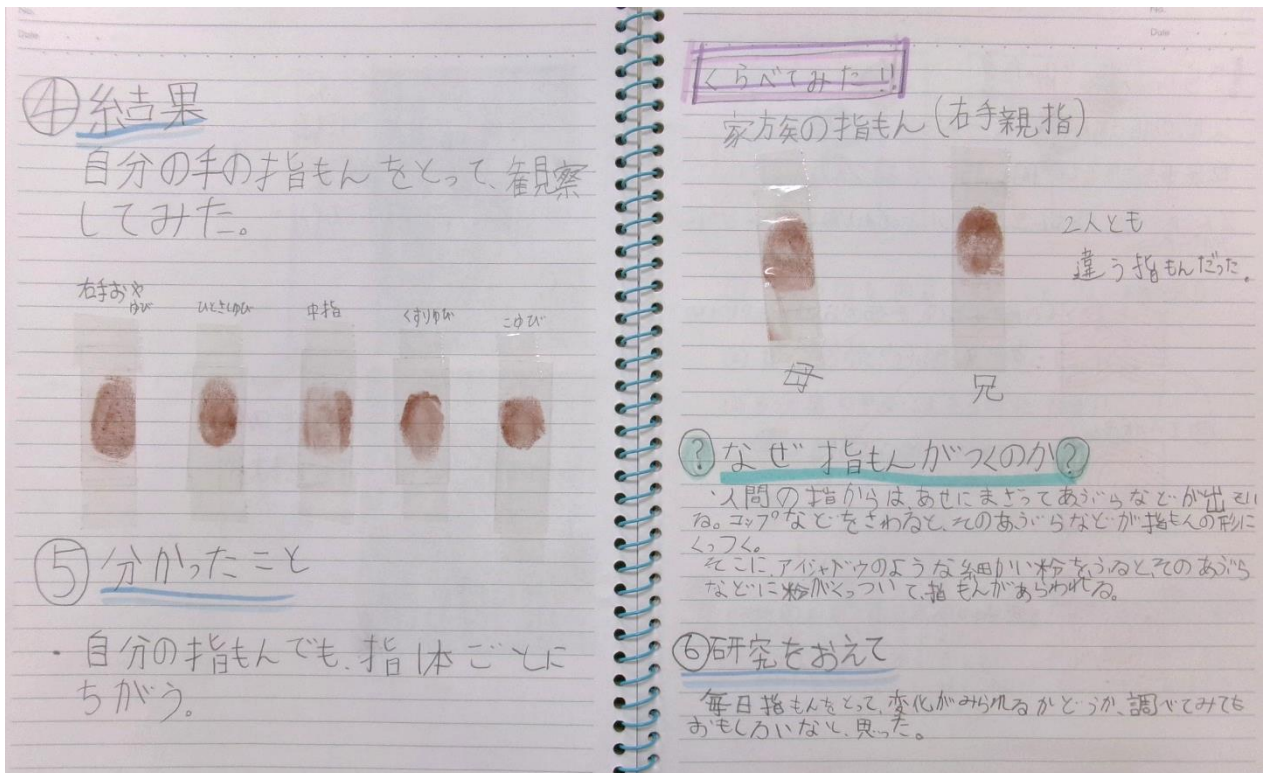 ④結果
自分の手の指もんをとって、観察
してみた。
右手おや
ゆび
ひとさしゆび
中指
くすりゆび
こゆび
⑤分かったこと
・自分の指もんでも、指1本ごとに
ちがう。
No.
Date
くらべてみた!!
家族の指もん(右手親指)
2人とも
違う指もんだった。
母
兄
?なぜ指もんがつくのか?
・人間の指からは、あせにまざってあぶらなどが出てい
る。コップなどをさわると、そのあぶらなどが指もんの形に
くっつく。
そこに、アイシャドウのような細かい粉をふると、そのあぶら
などに粉がくっついて、指もんがあらわれる。
⑥研究をおえて
毎日指もんをとって、変化がみられるかどうか、調べてみても
おもしろいなと、思った。